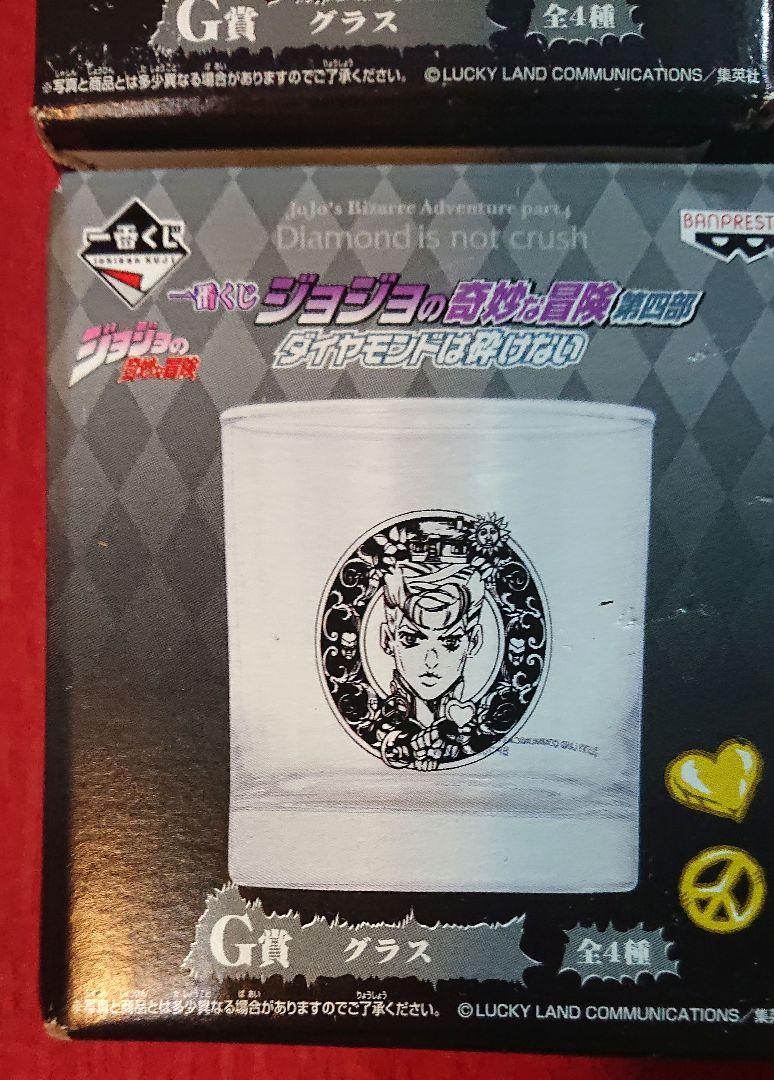 G賞 グラス 全4種
※写真と商品とは多少異なる場合がありますのでご了承ください。 ©LUCKY LAND COMMUNICATIONS／集英社
一番くじ
ICHIBAN KUJI
JoJo's Bizarre Adventure part4
Diamond is not crush
BANPREST
一番くじ ジョジョの奇妙な冒険 第四部
ダイヤモンドは砕けない
ジョジョの
奇妙な冒険
G賞 グラス 全4種
※写真と商品とは多少異なる場合がありますのでご了承ください。 ©LUCKY LAND COMMUNICATIONS／集英